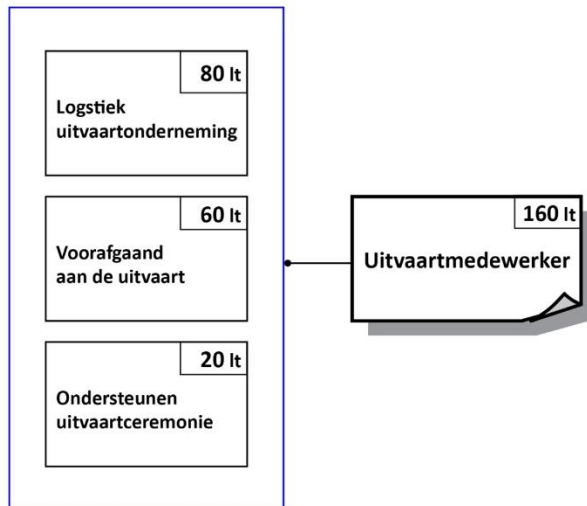 80 lt
Logstiek
uitvaartonderneming
60 lt
Voorafgaand
aan de uitvaart
20 lt
Ondersteunen
uitvaartceremonie
160 lt
Uitvaartmedewerker